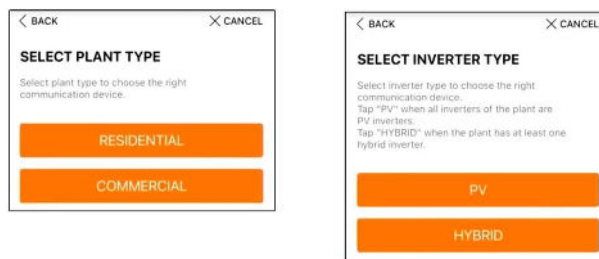 < BACK
X CANCEL
SELECT PLANT TYPE
Select plant type to choose the right
communication device.
RESIDENTIAL
COMMERCIAL
< BACK
X CANCEL
SELECT INVERTER TYPE
Select inverter type to choose the right
communication device.
Tap "PV" when all inverters of the plant are
PV inverters.
Tap "HYBRID" when the plant has at least one
hybrid inverter.
PV
HYBRID